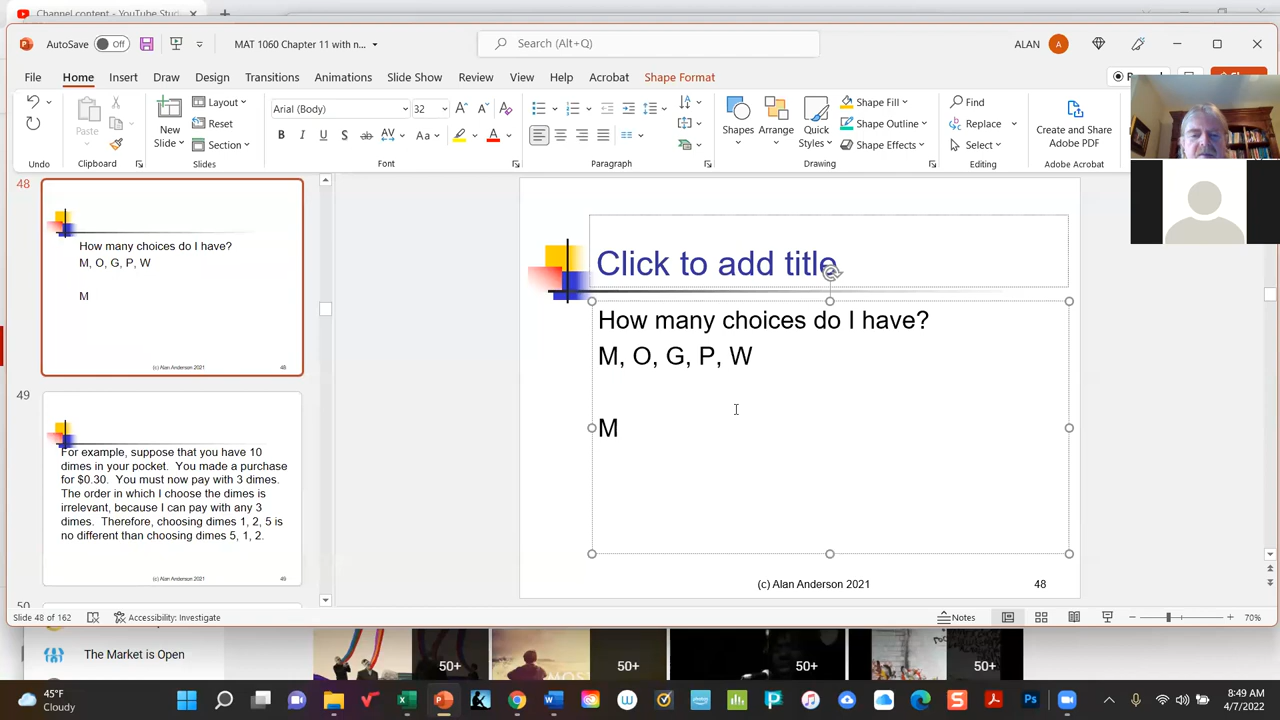 Channel content - YouTube Stud
AutoSave Off
MAT 1060 Chapter 11 with n...
Search (Alt+Q)
ALAN A
File Home Insert Draw Design Transitions Animations Slide Show Review View Help Acrobat Shape Format
Undo
Paste
Clipboard
New
Slide
Layout
Reset
Section
Slides
Arial (Body) 32
Font
Paragraph
Shapes
Arrange
Quick
Styles
Shape Fill
Shape Outline
Shape Effects
Drawing
Find
Replace
Select
Editing
Create and Share
Adobe PDF
Adobe Acrobat
48
How many choices do I have?
M, O, G, P, W
M
(c) Alan Anderson 2021 48
49
For example, suppose that you have 10
dimes in your pocket. You made a purchase
for $0.30. You must now pay with 3 dimes.
The order in which I choose the dimes is
irrelevant, because I can pay with any 3
dimes. Therefore, choosing dimes 1, 2, 5 is
no different than choosing dimes 5, 1, 2.
(c) Alan Anderson 2021 49
50
Click to add title
How many choices do I have?
M, O, G, P, W
M
(c) Alan Anderson 2021 48
Slide 48 of 162 Accessibility: Investigate Notes 70%
The Market is Open
50+ 50+ 50+ 50+
45°F
Cloudy
8:49 AM
4/7/2022